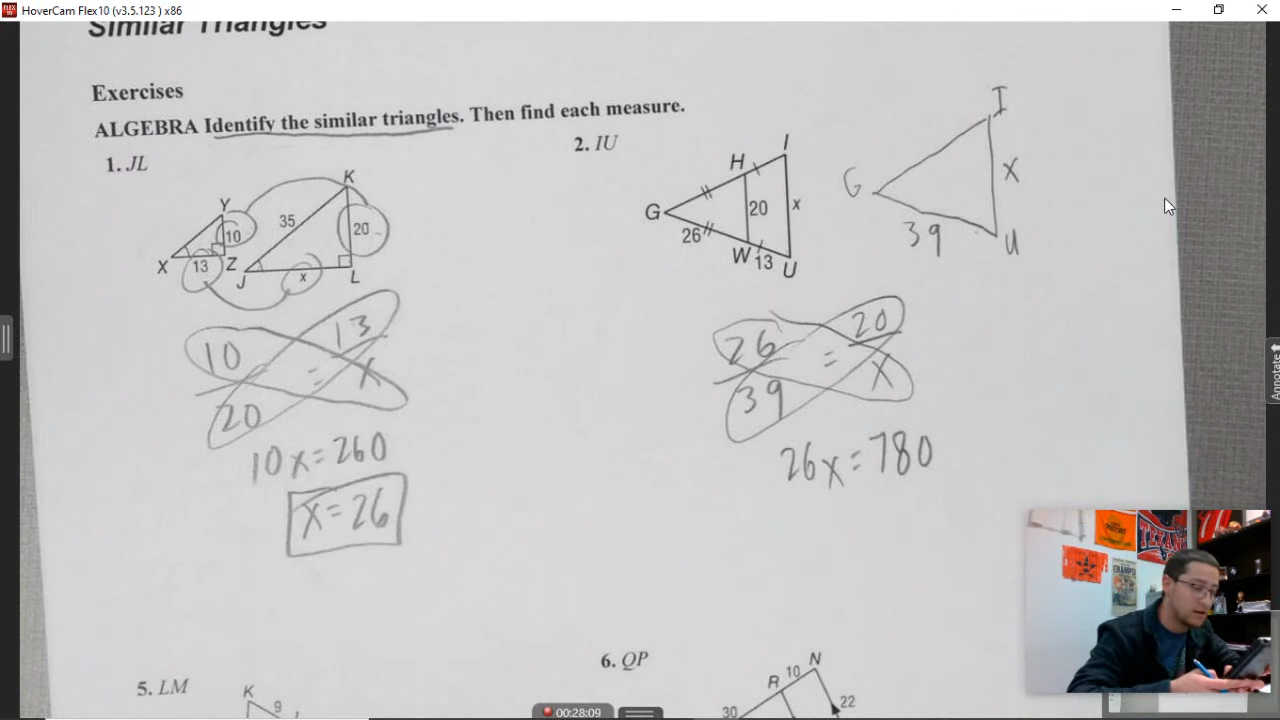 HoverCam Flex10 (v3.5.123 ) x86
Similar Triangles
Exercises
ALGEBRA Identify the similar triangles. Then find each measure.
1. JL
Y
K
35
10
20
X
13
Z
J
x
L
10
13
=
20
X
10x=260
x=26
2. IU
H
I
G
20
x
26
W
13
U
I
G
X
39
U
26
20
=
39
X
26x=780
5. LM
K
9
6. QP
R
10
N
30
22
Annotate
00:28:09
TEXANS